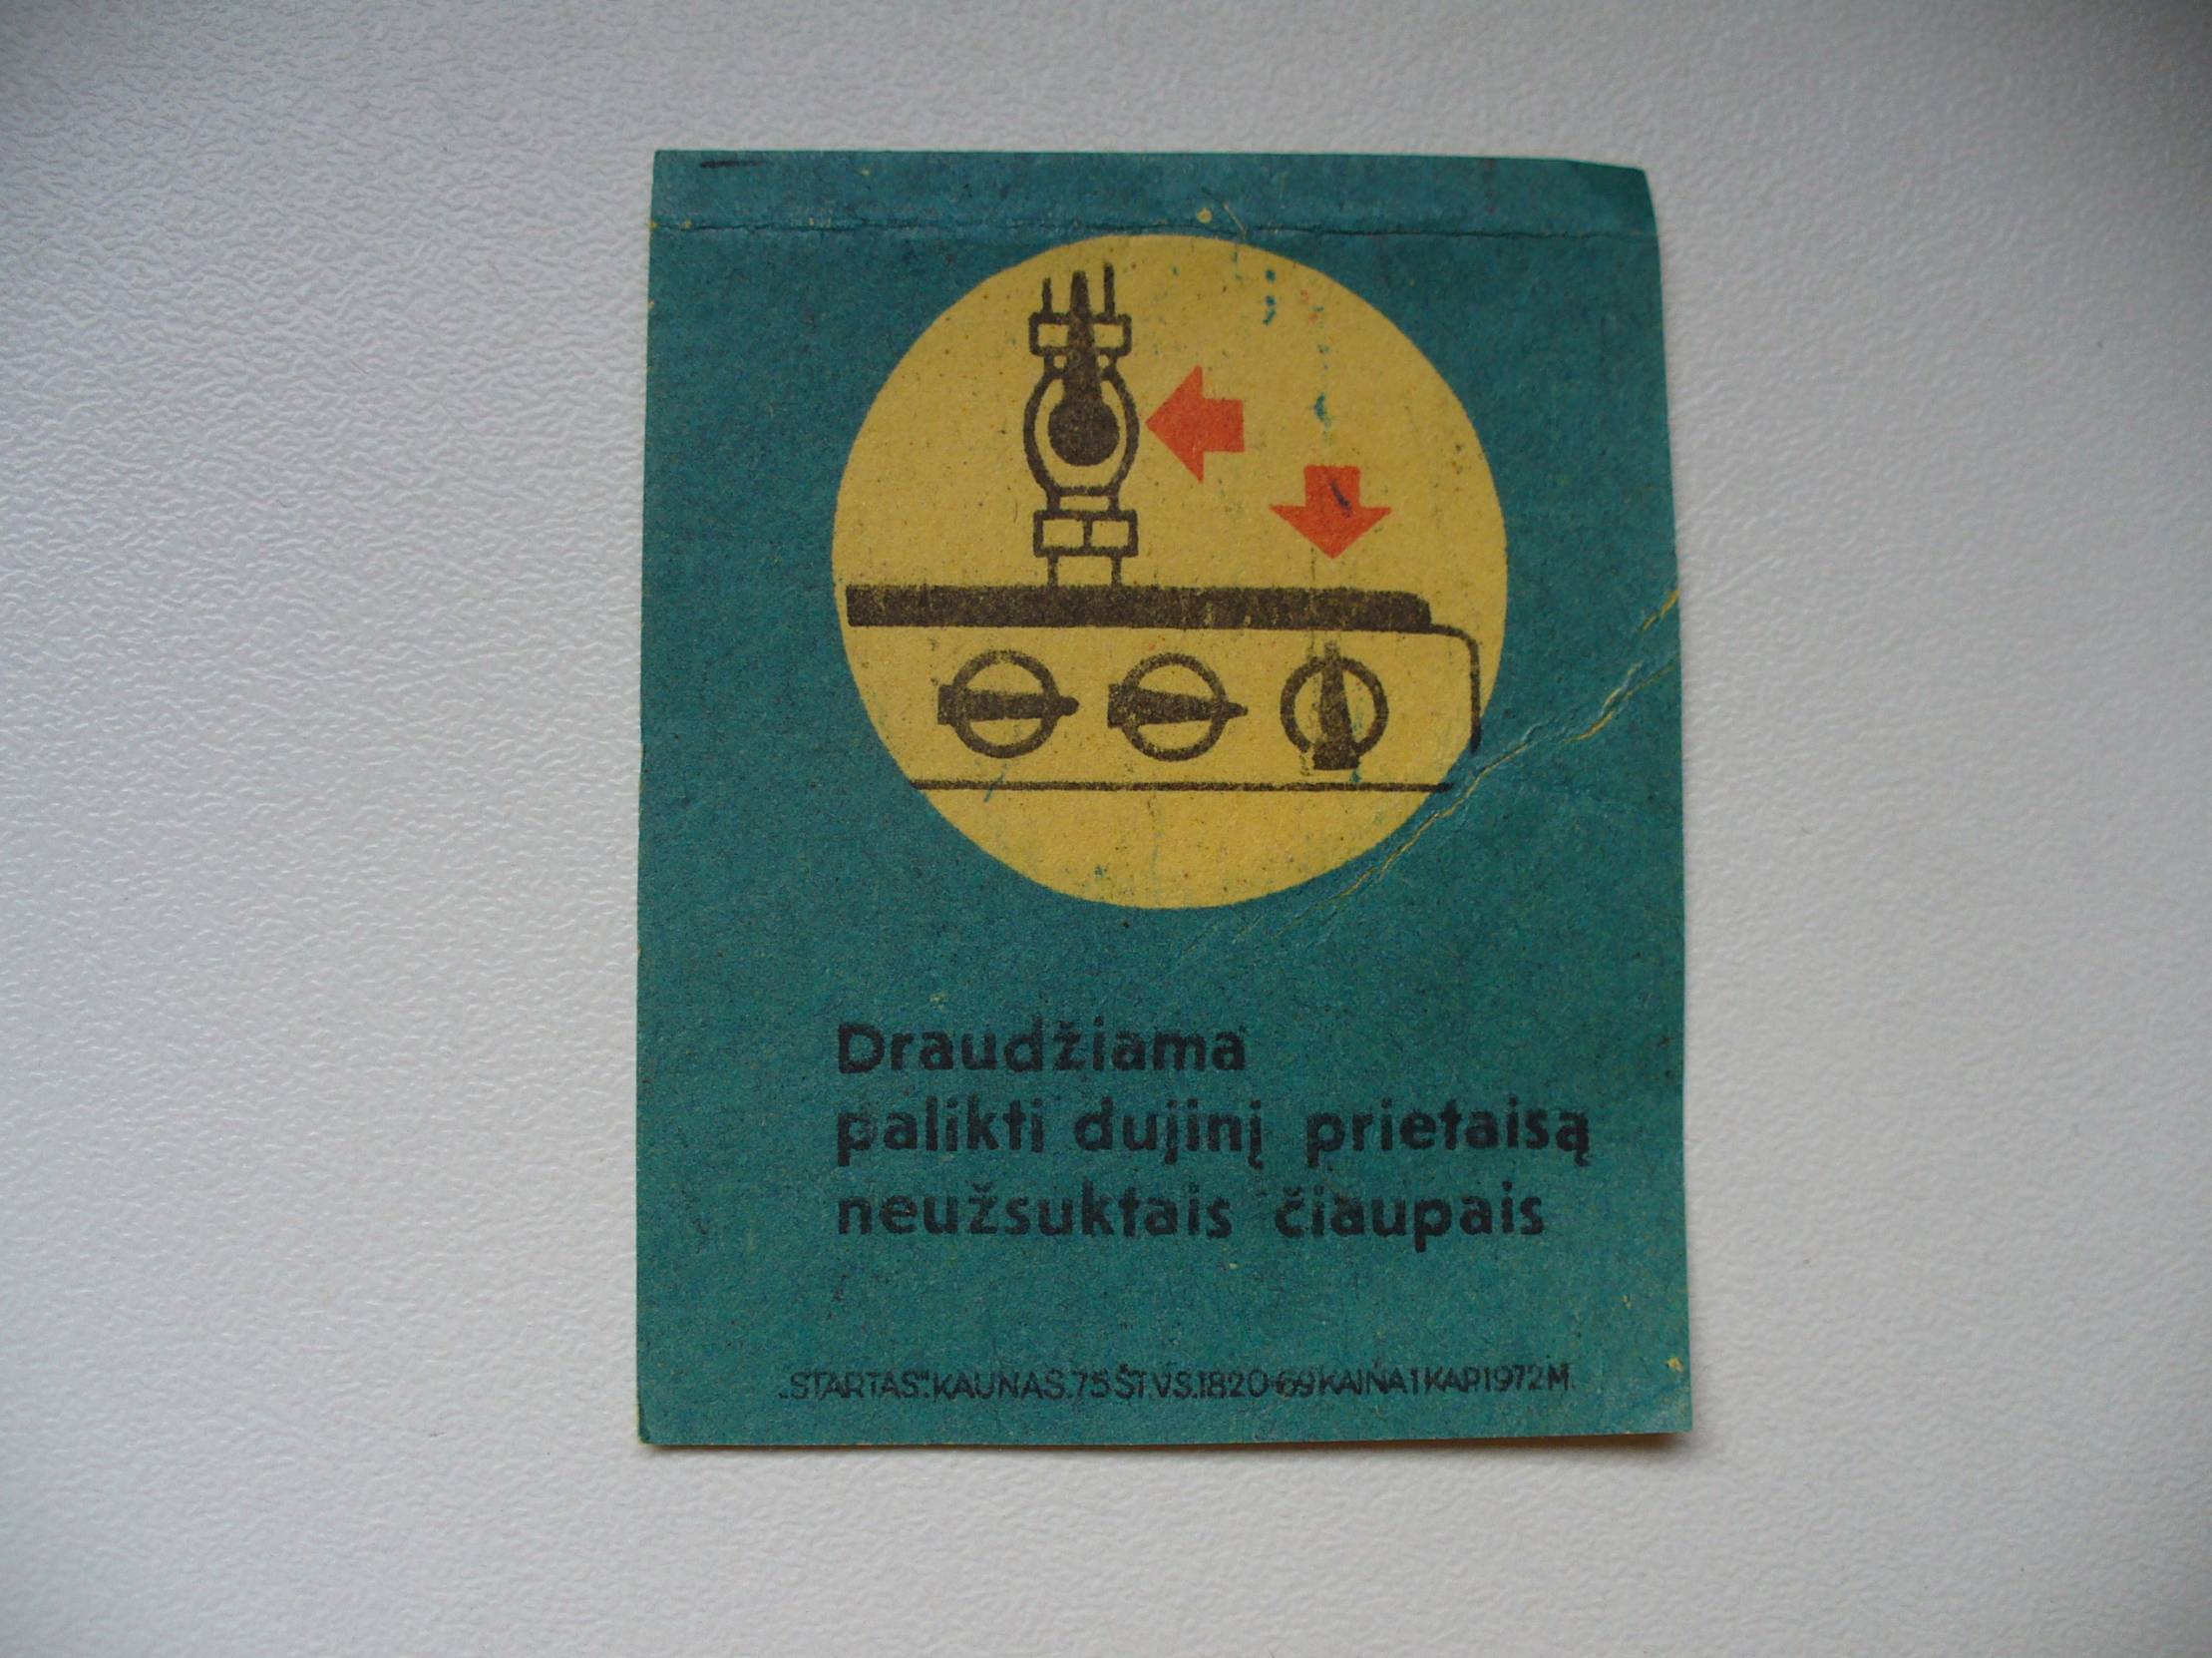 Draudžiama
palikti dujinį prietaisą
neužsuktais čiaupais
„STARTAS“.KAUNAS.75 ŠT.VS.1820-69 KAINA 1 KAP.1972 M.